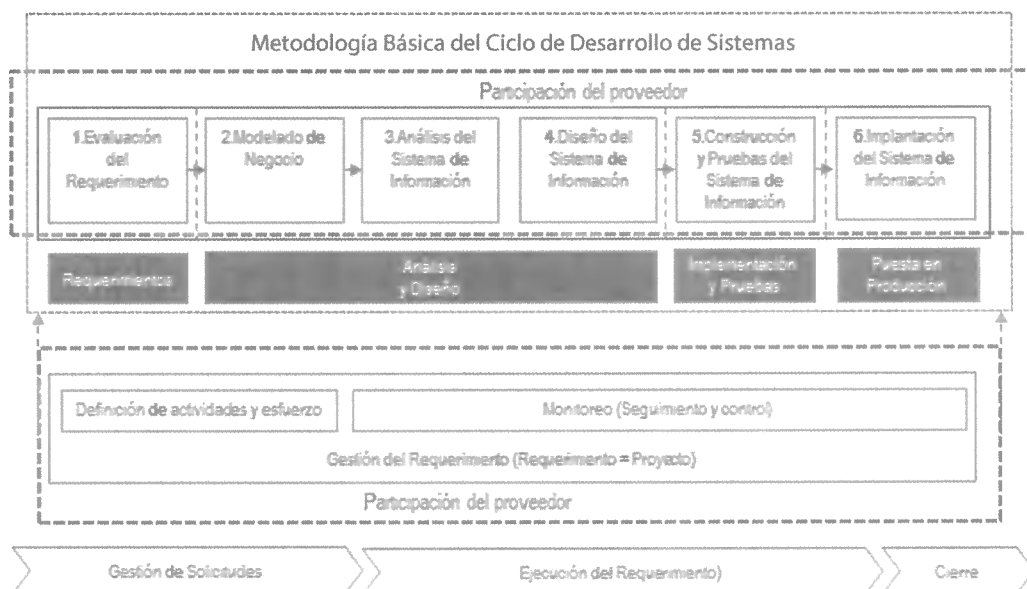 Metodología Básica del Ciclo de Desarrollo de Sistemas
Participación del proveedor
1.Evaluación
del
Requerimiento
2.Modelado de
Negocio
3.Análisis del
Sistema de
Información
4.Diseño del
Sistema de
Información
5.Construcción
y Pruebas del
Sistema de
Información
6.Implantación
del Sistema de
Información
Requerimientos
Análisis
y Diseño
Implementación
y Pruebas
Puesta en
Producción
Definición de actividades y esfuerzo
Monitoreo (Seguimiento y control)
Gestión del Requerimiento (Requerimiento = Proyecto)
Participación del proveedor
Gestión de Solicitudes
Ejecución del Requerimiento)
Cierre